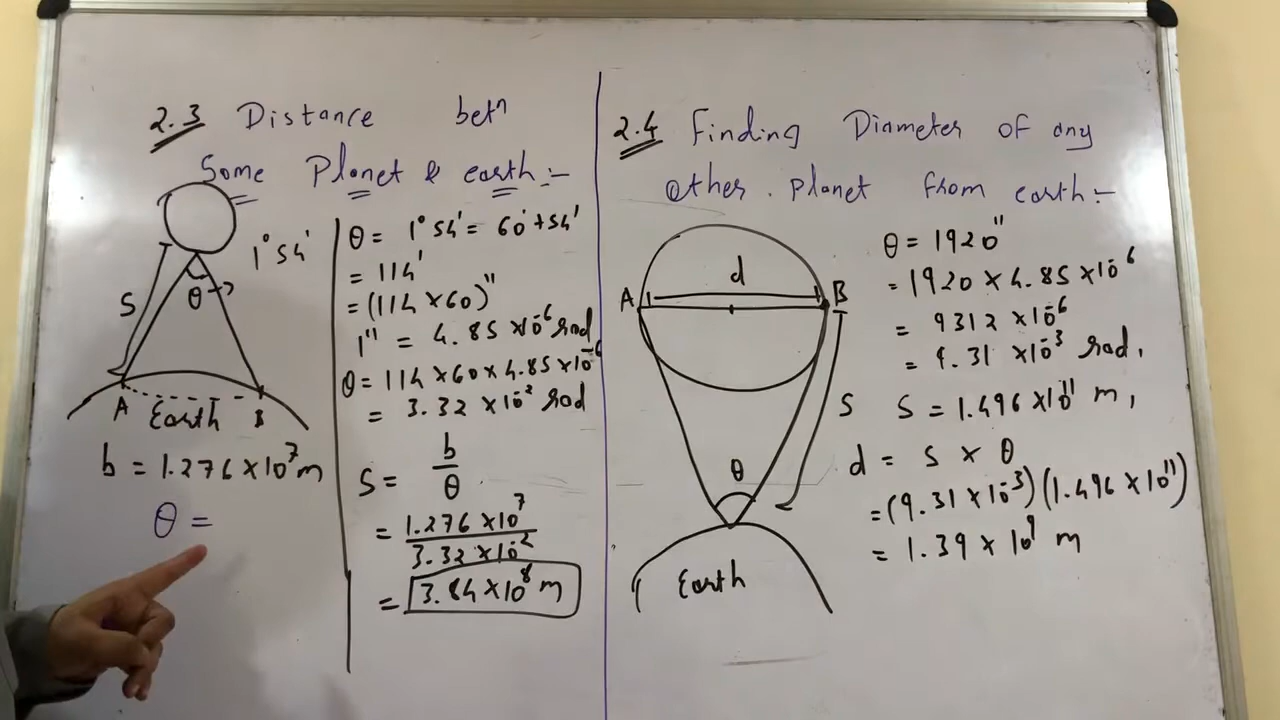 2.3 Distance betn
Some Planet & earth :-
1° 54'
θ
S
A Earth B
b = 1.276 × 10⁷ m
θ =
θ = 1° 54' = 60' + 54'
= 114'
= (114 × 60)"
1" = 4.85 × 10⁻⁶ rad
θ = 114 × 60 × 4.85 × 10⁻⁶
= 3.32 × 10⁻² rad
S = b/θ
= 1.276 × 10⁷ / 3.32 × 10⁻²
= 3.84 × 10⁸ m
2.4 Finding Diameter of any
other planet from earth :-
d
A B
S
θ
Earth
θ = 1920"
= 1920 × 4.85 × 10⁻⁶
= 9312 × 10⁻⁶
= 9.31 × 10⁻³ rad,
S = 1.496 × 10¹¹ m,
d = s × θ
= (9.31 × 10⁻³) (1.496 × 10¹¹)
= 1.39 × 10⁹ m